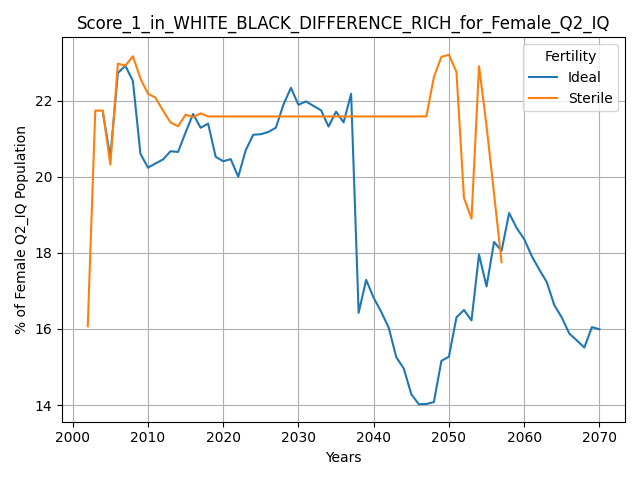 Score_1_in_WHITE_BLACK_DIFFERENCE_RICH_for_Female_Q2_IQ
Fertility
Ideal
Sterile
% of Female Q2_IQ Population
22
20
18
16
14
2000 2010 2020 2030 2040 2050 2060 2070
Years